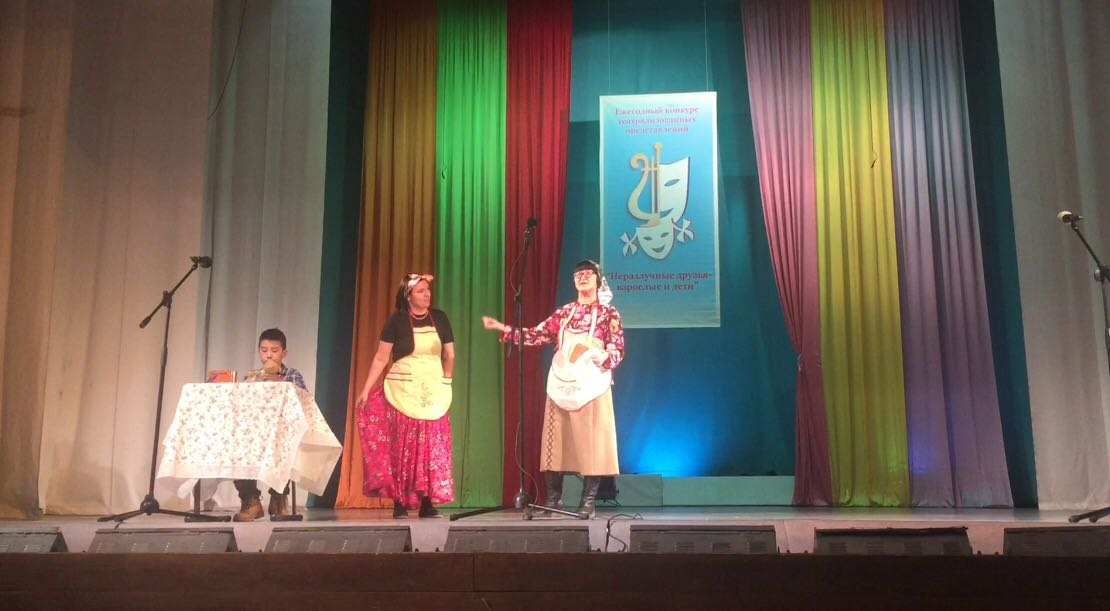 Ежегодный конкурс
театрализованных
представлений
"Неразлучные друзья-
взрослые и дети"